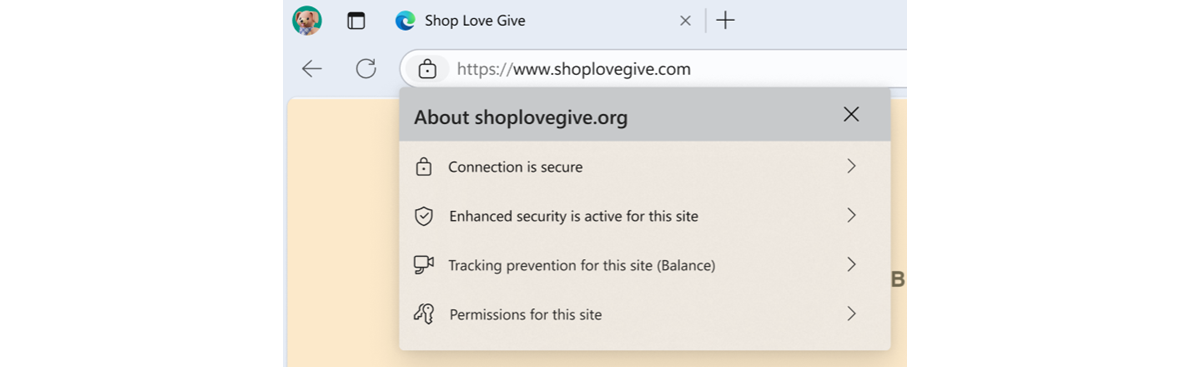 Shop Love Give
https://www.shoplovegive.com
About shoplovegive.org
Connection is secure
Enhanced security is active for this site
Tracking prevention for this site (Balance)
Permissions for this site
B